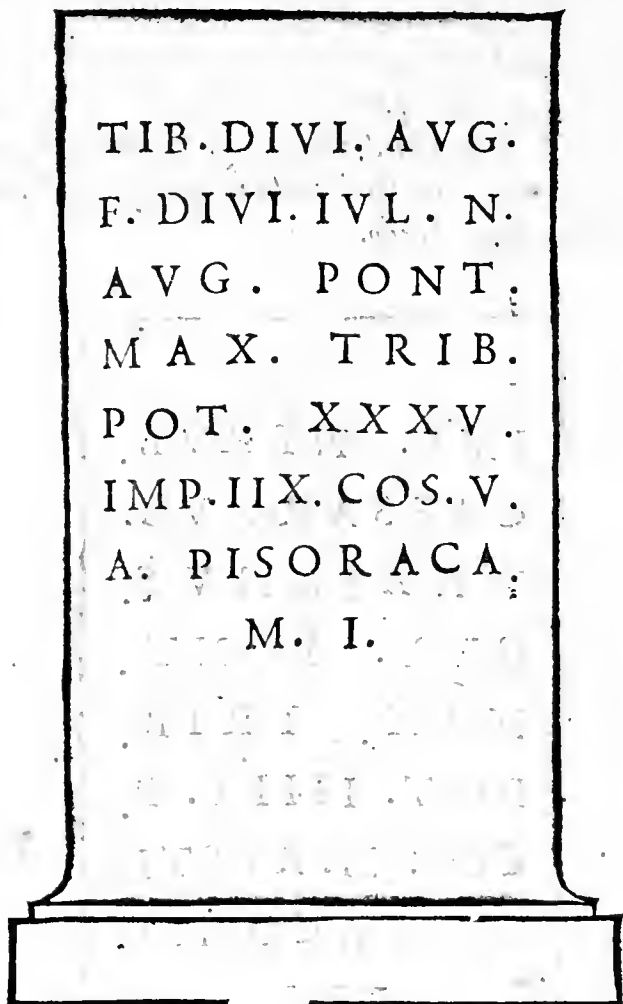 TIB. DIVI. AVG.
F. DIVI. IVL. N.
AVG. PONT.
MAX. TRIB.
POT. XXXV.
IMP. IIX. COS. V.
A. PISORACA.
M. I.